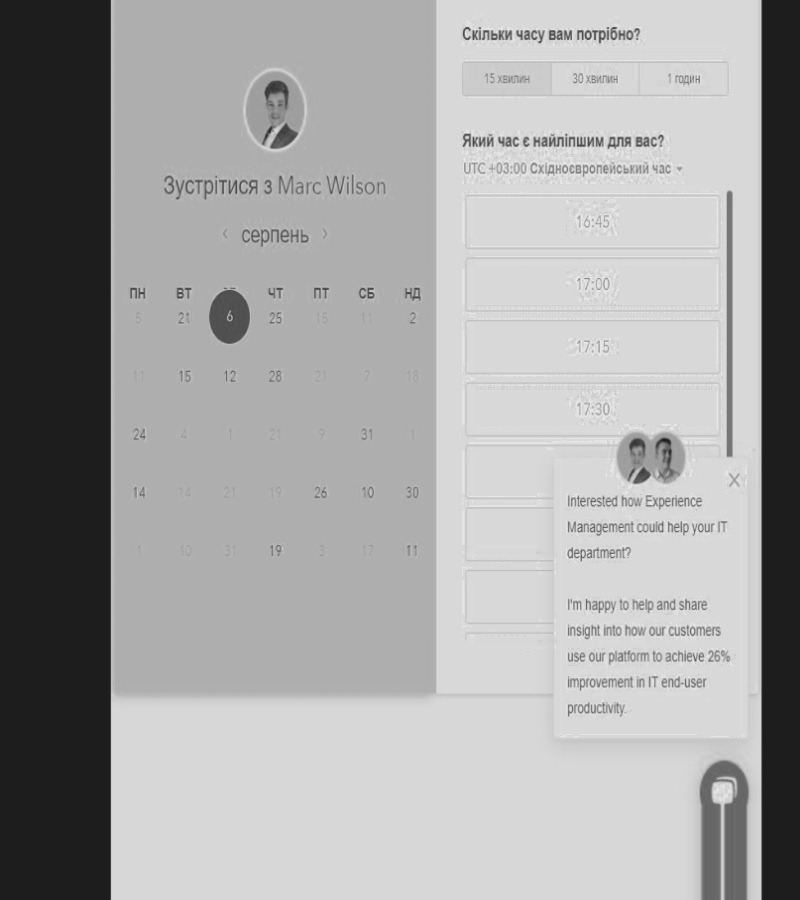 Зустрітися з Marc Wilson
‹ серпень ›
ПН ВТ ЧТ ПТ СБ НД
5 21 6 25 15 11 2
11 15 12 28 21 7 18
24 4 1 21 9 31 1
14 14 21 19 26 10 30
1 10 31 19 3 17 11
Скільки часу вам потрібно?
15 хвилин 30 хвилин 1 годин
Який час є найліпшим для вас?
UTC +03:00 Східноєвропейський час
16:45
17:00
17:15
17:30
Interested how Experience
Management could help your IT
department?
I'm happy to help and share
insight into how our customers
use our platform to achieve 26%
improvement in IT end-user
productivity.